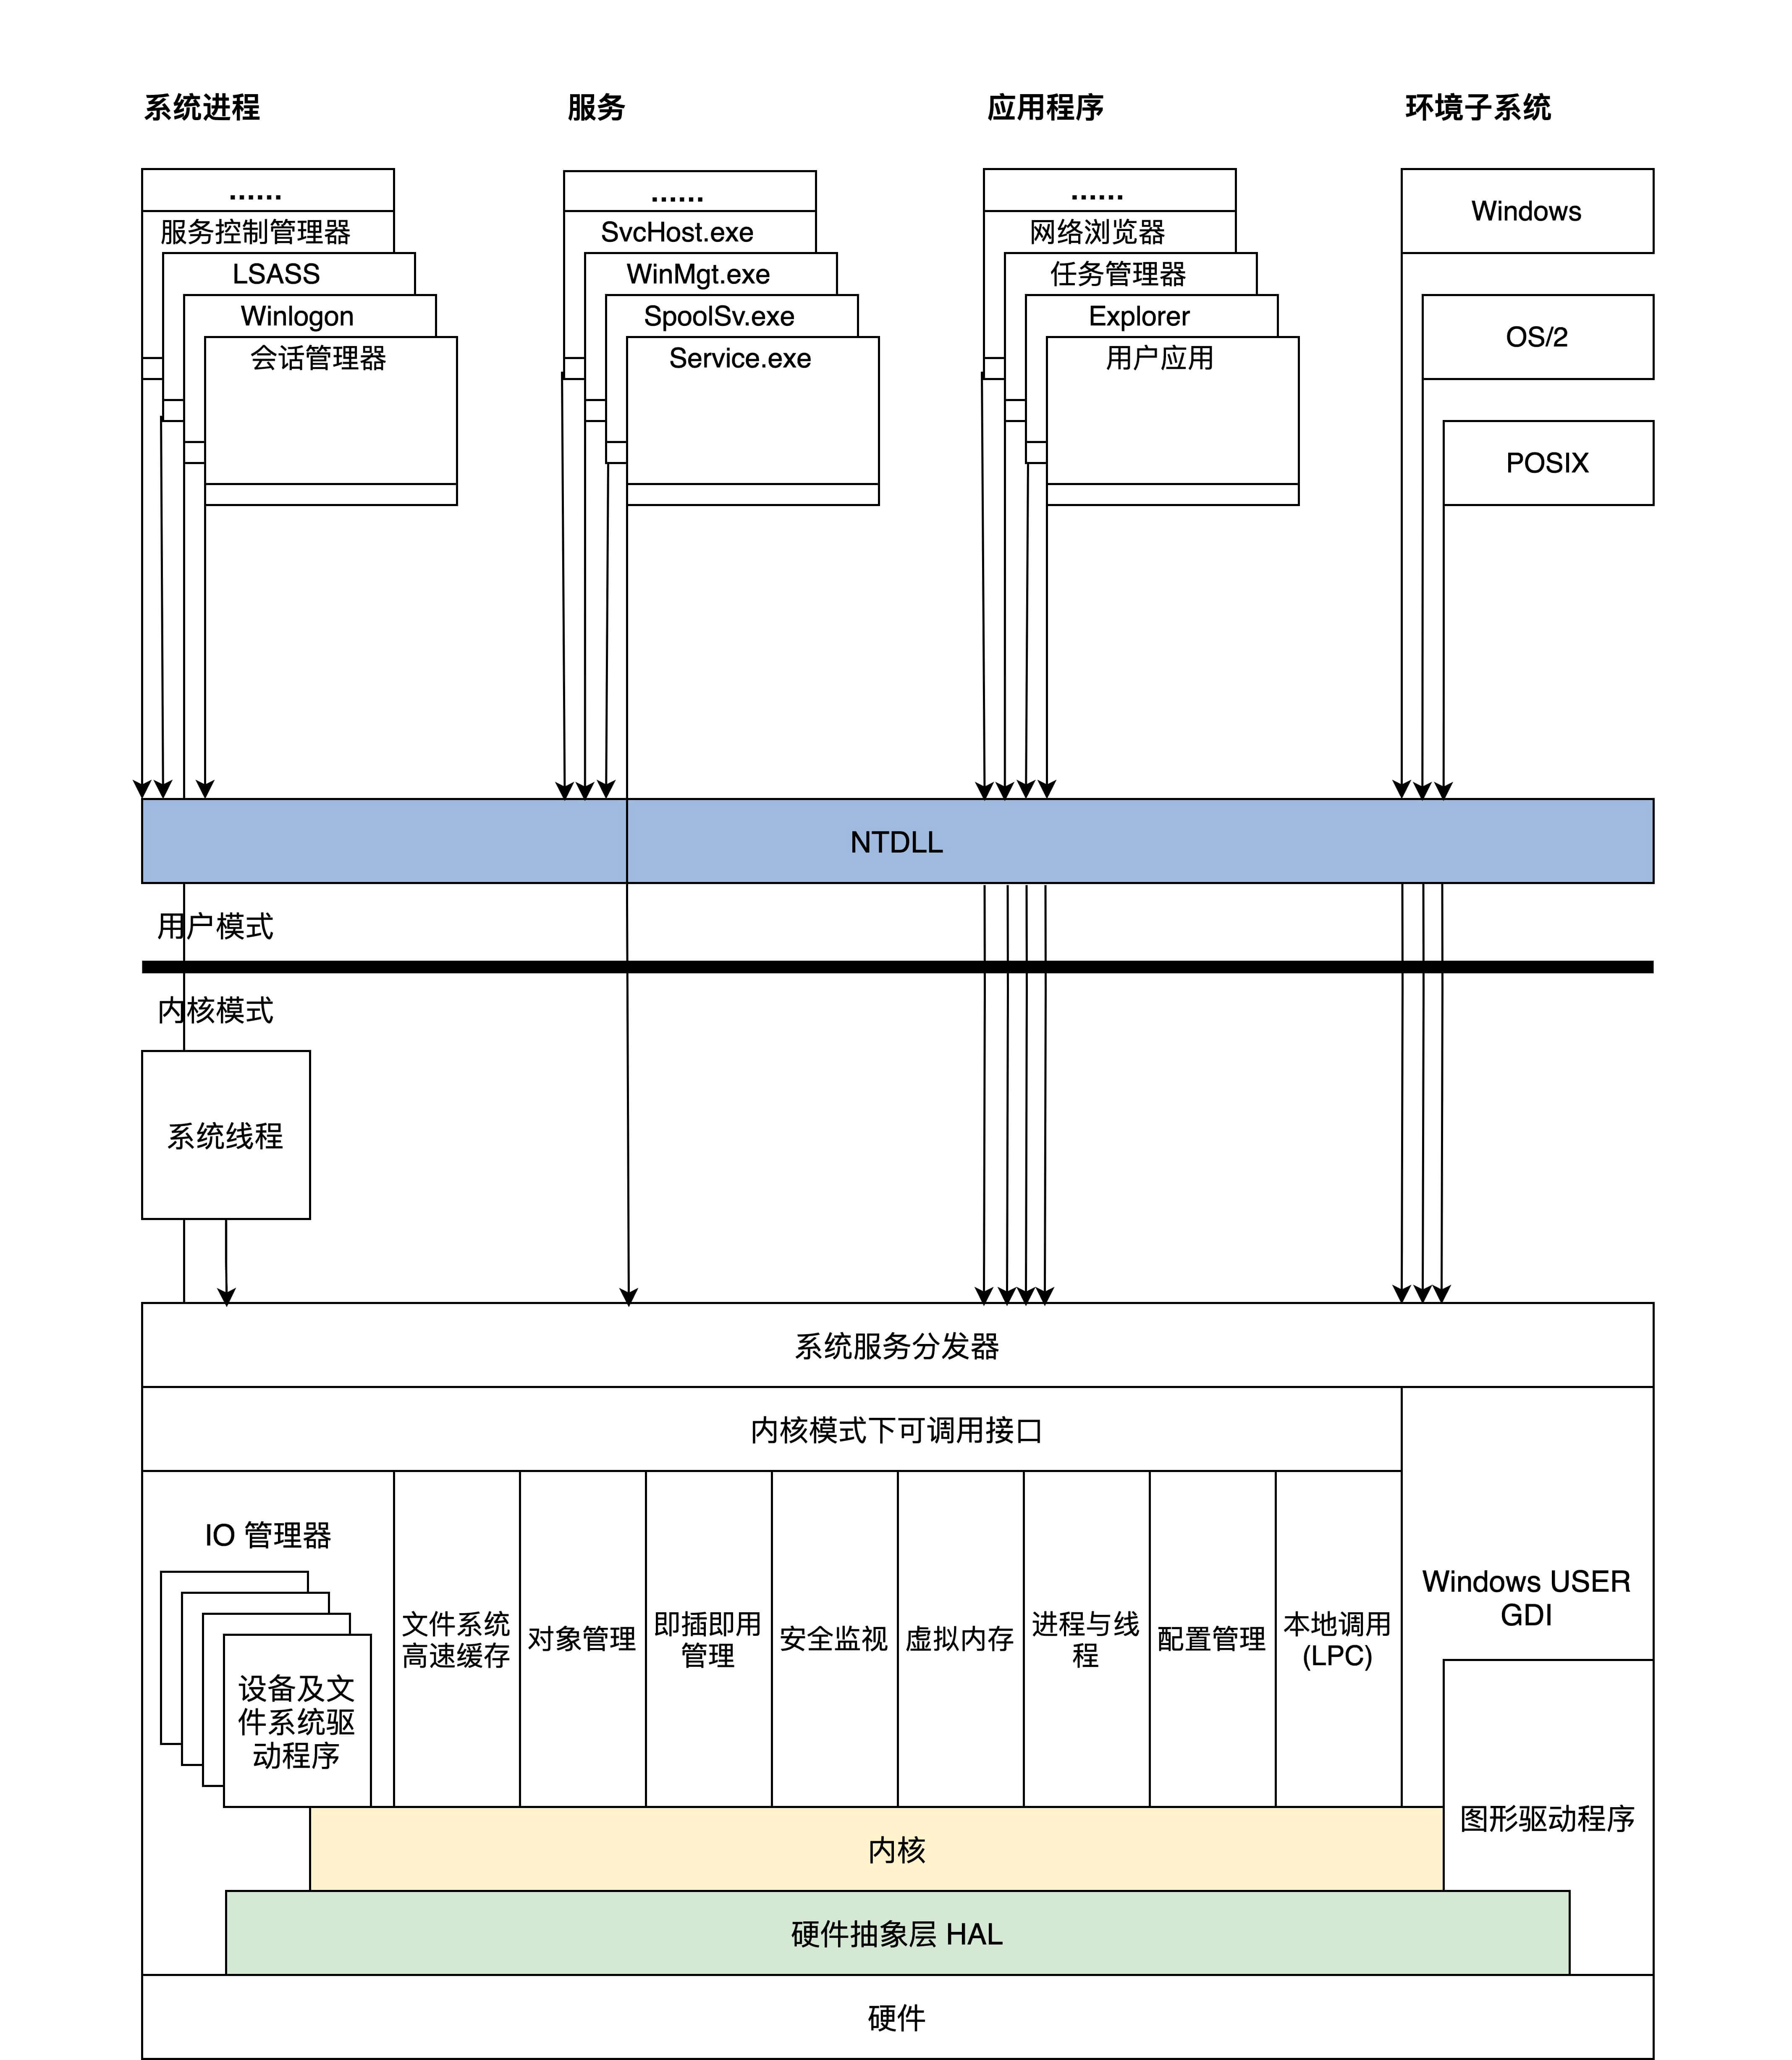 系统进程
服务
应用程序
环境子系统
......
服务控制管理器
LSASS
Winlogon
会话管理器
......
SvcHost.exe
WinMgt.exe
SpoolSv.exe
Service.exe
......
网络浏览器
任务管理器
Explorer
用户应用
Windows
OS/2
POSIX
NTDLL
用户模式
内核模式
系统线程
系统服务分发器
内核模式下可调用接口
IO 管理器
设备及文
件系统驱
动程序
文件系统
高速缓存
对象管理
即插即用
管理
安全监视
虚拟内存
进程与线
程
配置管理
本地调用
(LPC)
Windows USER
GDI
图形驱动程序
内核
硬件抽象层 HAL
硬件